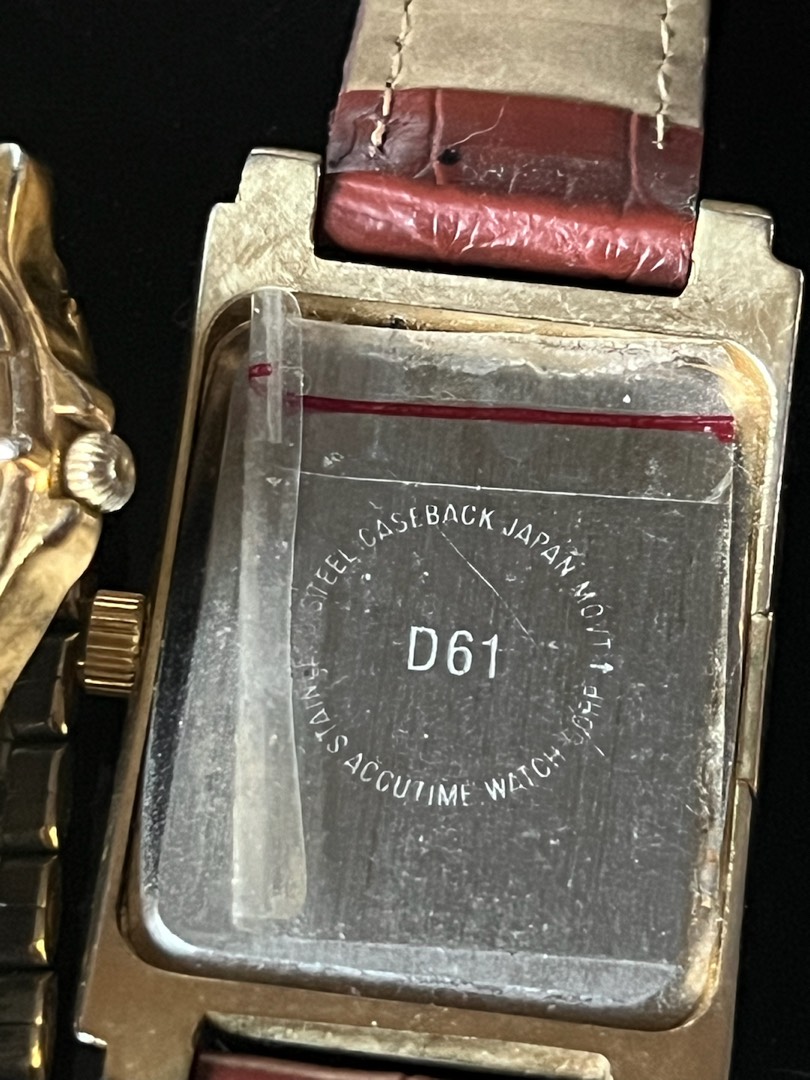 STAINLESS STEEL CASEBACK JAPAN MOV'T
ACCUTIME WATCH CORP
D61